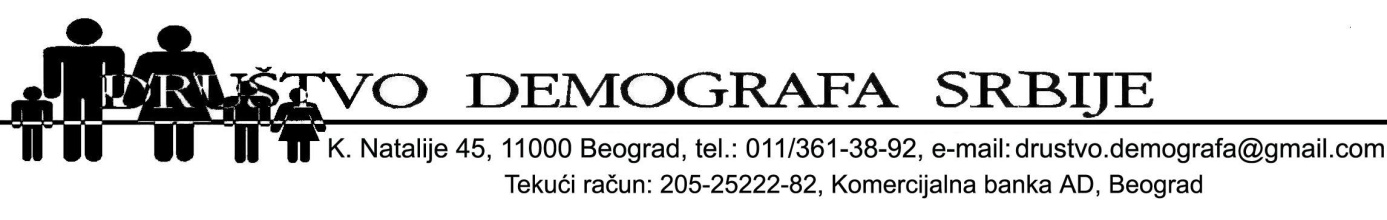 DRUŠTVO DEMOGRAFA SRBIJE
K. Natalije 45, 11000 Beograd, tel.: 011/361-38-92, e-mail: drustvo.demografa@gmail.com
Tekući račun: 205-25222-82, Komercijalna banka AD, Beograd